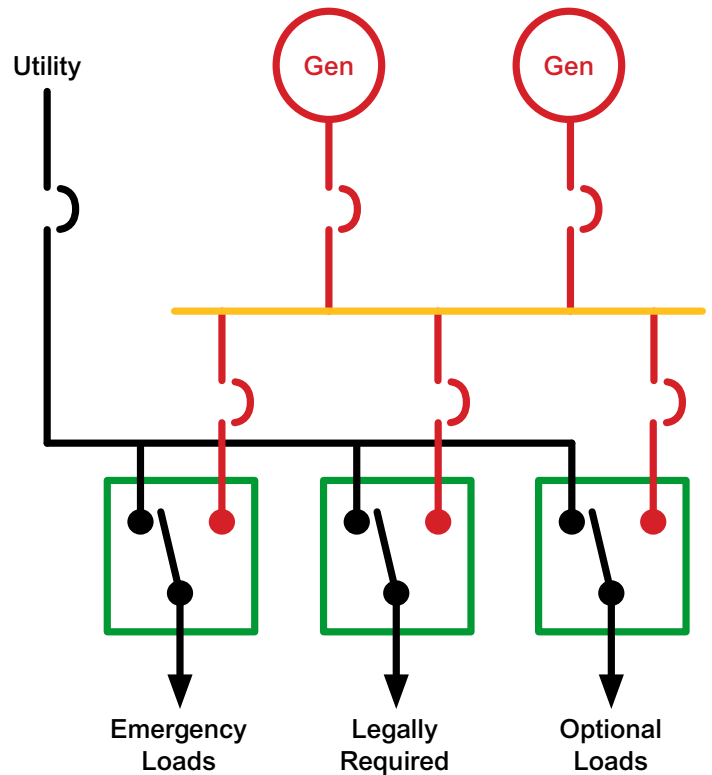 Utility
Gen
Gen
Emergency
Loads
Legally
Required
Optional
Loads